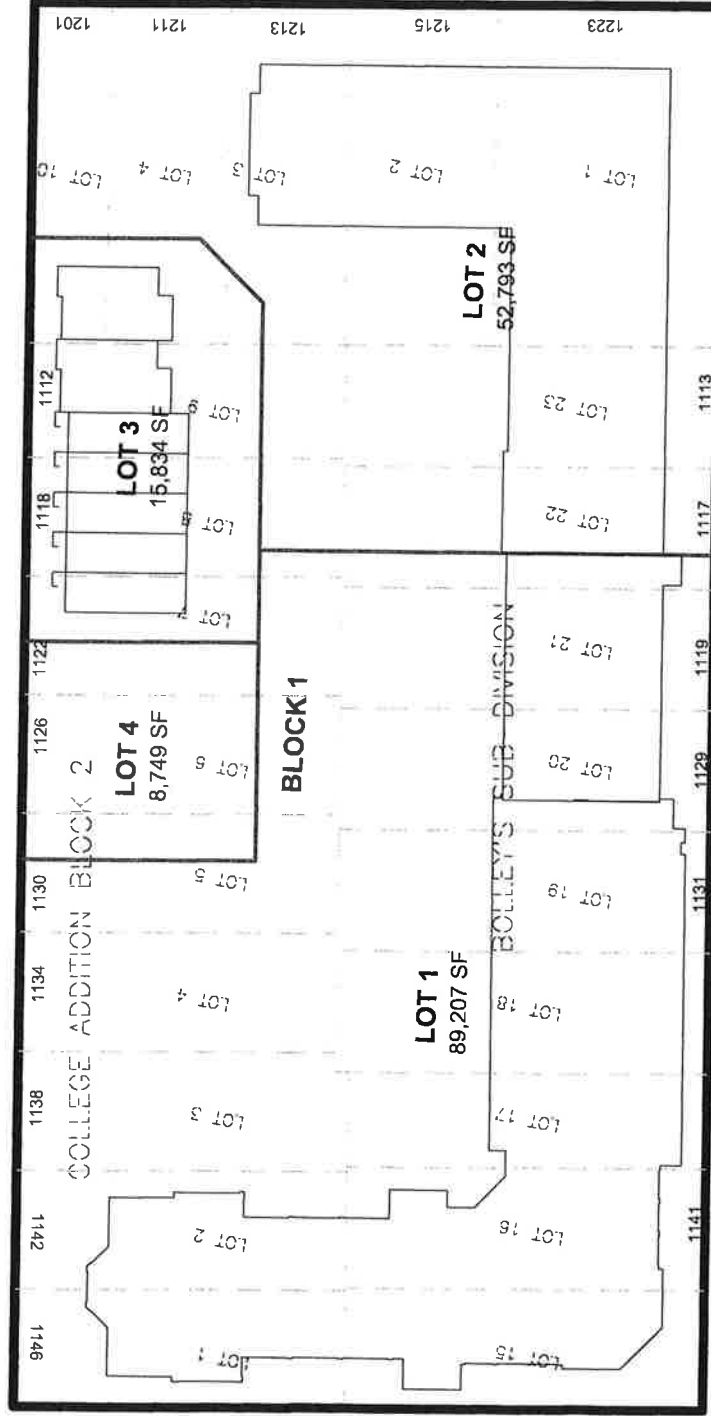 1201
1211
1213
1215
1223
LOT
LOT 4
LOT 3
LOT 2
LOT 1
1112
1118
1122
1126
1130
1134
1138
1142
1146
LOT 3
15,834 SF
LOT
LOT 8
LOT
LOT 2
52,793 SF
LOT 23
LOT 22
1113
1117
LOT 4
8,749 SF
LOT 6
BLOCK 1
COLLEGE ADDITION BLOCK 2
LOT 5
LOT 4
LOT 3
LOT 2
LOT 1
LOT 1
89,207 SF
BOLLEY'S SUB DIVISION
LOT 21
LOT 20
LOT 19
LOT 18
LOT 17
LOT 16
LOT 15
1119
1129
1131
1141